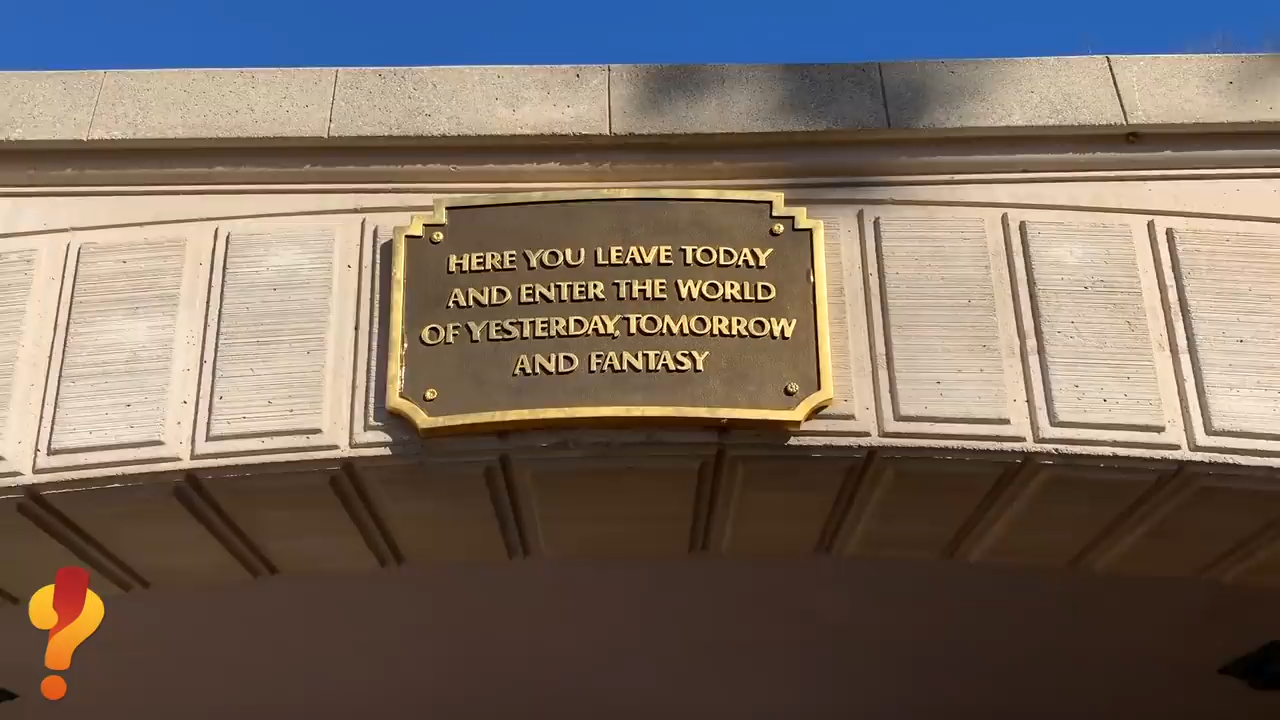 HERE YOU LEAVE TODAY
AND ENTER THE WORLD
OF YESTERDAY, TOMORROW
AND FANTASY